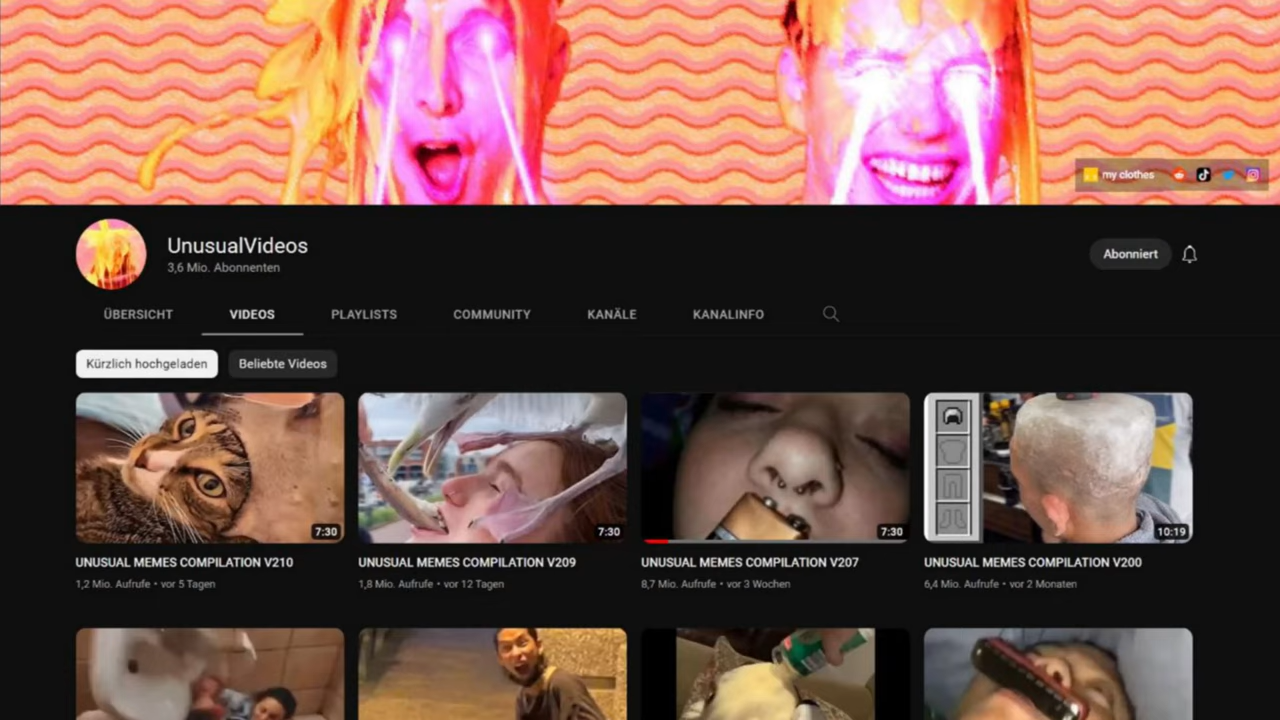 my clothes
UnusualVideos
3,6 Mio. Abonnenten
Abonniert
ÜBERSICHT
VIDEOS
PLAYLISTS
COMMUNITY
KANÄLE
KANALINFO
Kürzlich hochgeladen
Beliebte Videos
7:30
7:30
7:30
10:19
UNUSUAL MEMES COMPILATION V210
UNUSUAL MEMES COMPILATION V209
UNUSUAL MEMES COMPILATION V207
UNUSUAL MEMES COMPILATION V200
1,2 Mio. Aufrufe • vor 5 Tagen
1,8 Mio. Aufrufe • vor 12 Tagen
8,7 Mio. Aufrufe • vor 3 Wochen
6,4 Mio. Aufrufe • vor 2 Monaten